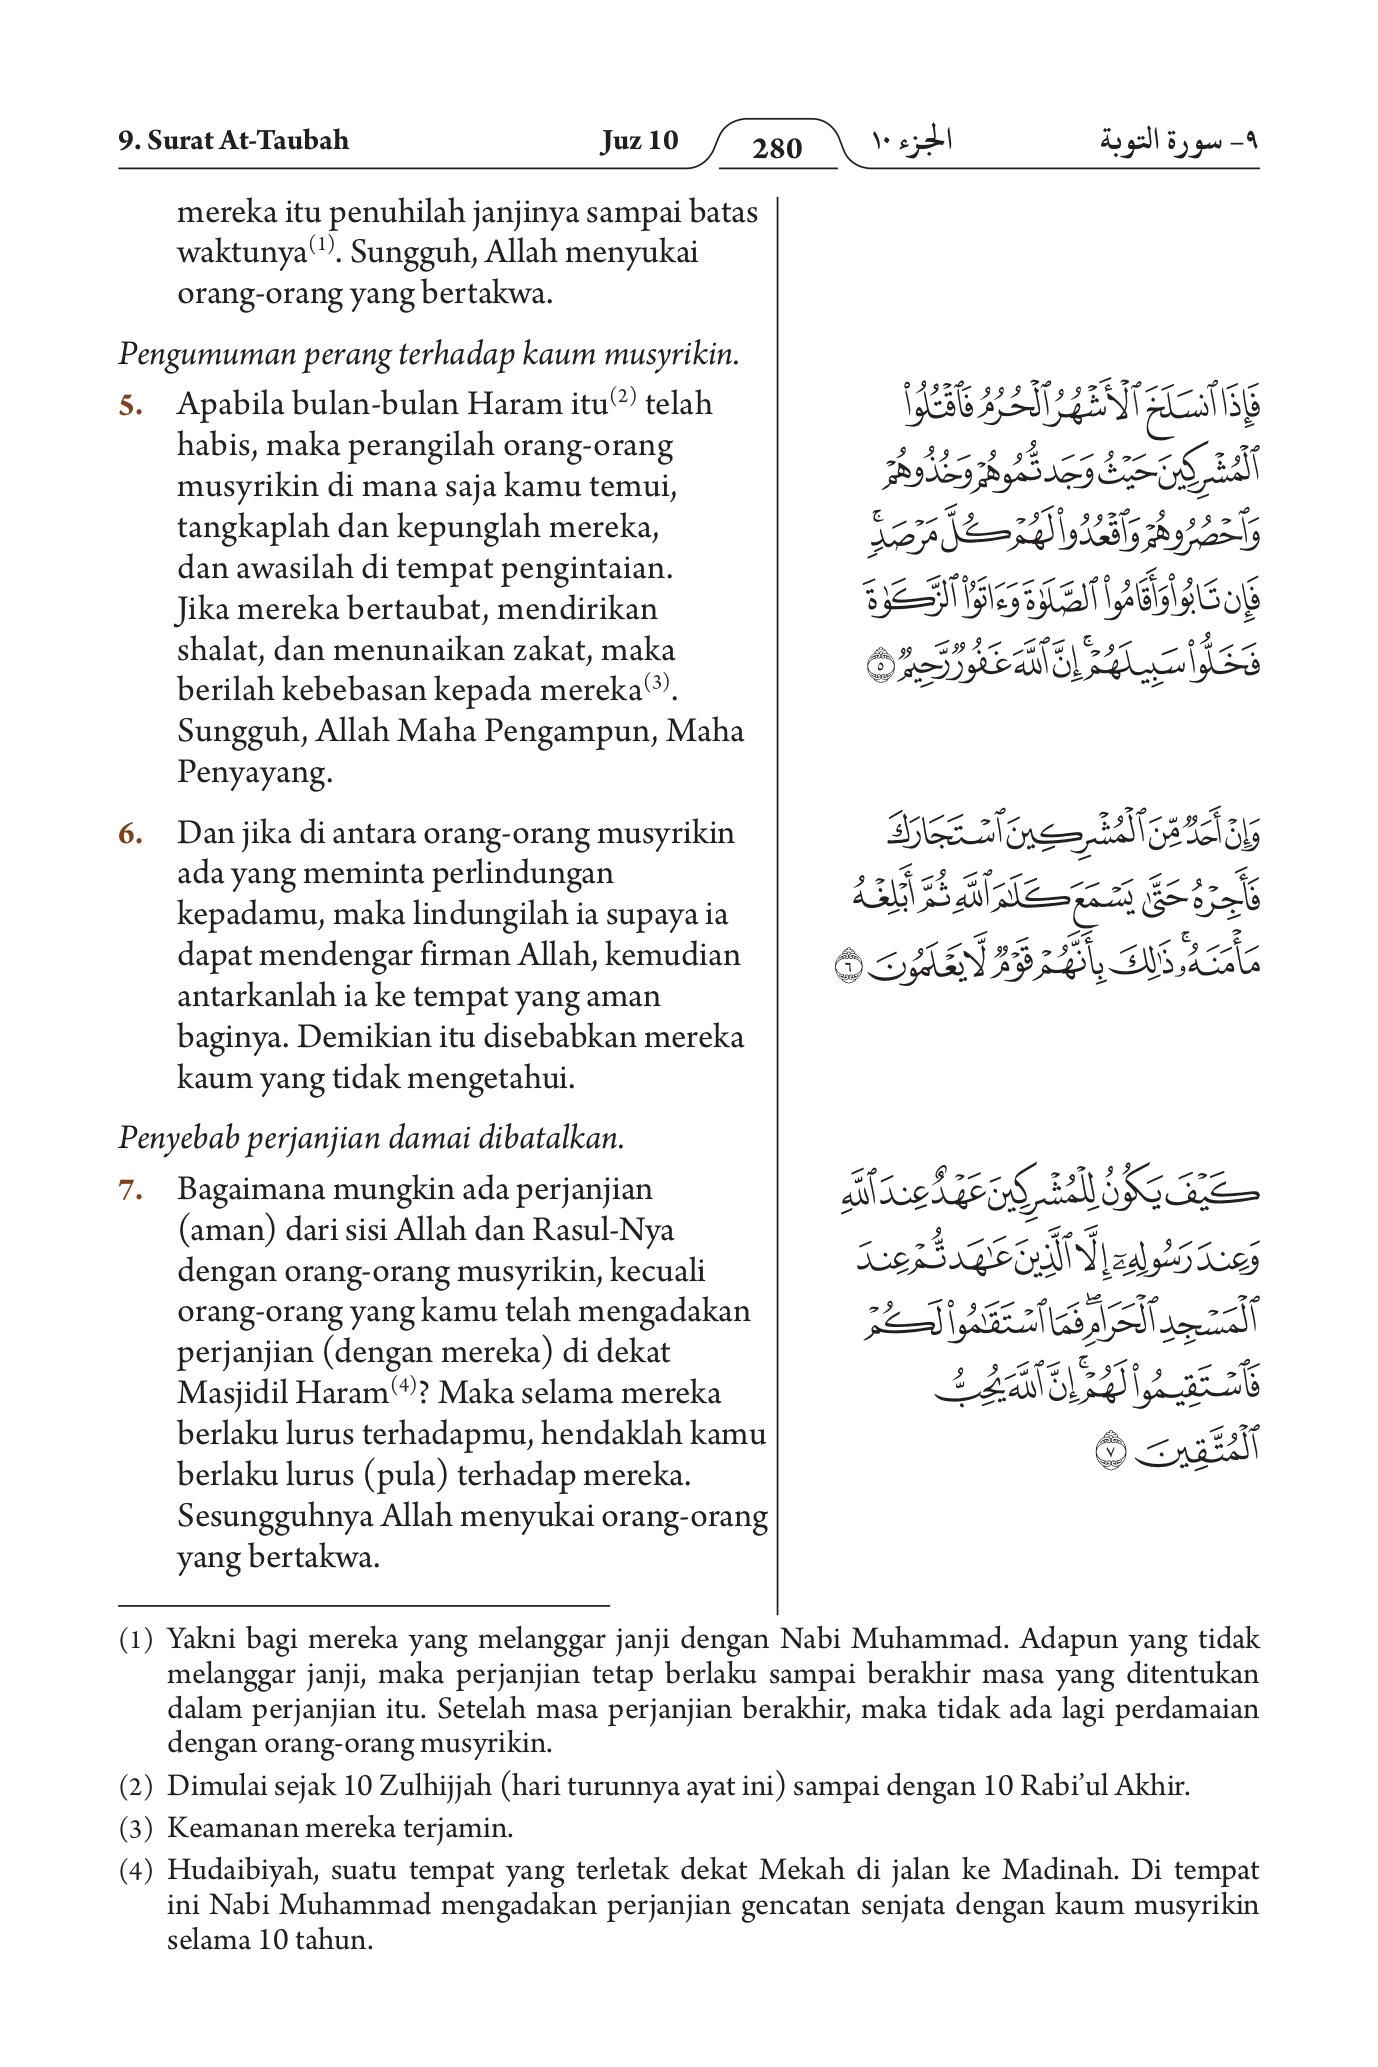 9. Surat At-Taubah Juz 10 280 الجزء ١٠ ٩- سورة التوبة
mereka itu penuhilah janjinya sampai batas
waktunya(1). Sungguh, Allah menyukai
orang-orang yang bertakwa.
Pengumuman perang terhadap kaum musyrikin.
5. Apabila bulan-bulan Haram itu(2) telah
habis, maka perangilah orang-orang
musyrikin di mana saja kamu temui,
tangkaplah dan kepunglah mereka,
dan awasilah di tempat pengintaian.
Jika mereka bertaubat, mendirikan
shalat, dan menunaikan zakat, maka
berilah kebebasan kepada mereka(3).
Sungguh, Allah Maha Pengampun, Maha
Penyayang.
فَإِذَا ٱنسَلَخَ ٱلْأَشْهُرُ ٱلْحُرُمُ فَٱقْتُلُوا۟
ٱلْمُشْرِكِينَ حَيْثُ وَجَدتُّمُوهُمْ وَخُذُوهُمْ
وَٱحْصُرُوهُمْ وَٱقْعُدُوا۟ لَهُمْ كُلَّ مَرْصَدٍۚ
فَإِن تَابُوا۟ وَأَقَامُوا۟ ٱلصَّلَوٰةَ وَءَاتَوُا۟ ٱلزَّكَوٰةَ
فَخَلُّوا۟ سَبِيلَهُمْۚ إِنَّ ٱللَّهَ غَفُورٌ رَّحِيمٌ ٥
6. Dan jika di antara orang-orang musyrikin
ada yang meminta perlindungan
kepadamu, maka lindungilah ia supaya ia
dapat mendengar firman Allah, kemudian
antarkanlah ia ke tempat yang aman
baginya. Demikian itu disebabkan mereka
kaum yang tidak mengetahui.
وَإِنْ أَحَدٌ مِّنَ ٱلْمُشْرِكِينَ ٱسْتَجَارَكَ
فَأَجِرْهُ حَتَّىٰ يَسْمَعَ كَلَـٰمَ ٱللَّهِ ثُمَّ أَبْلِغْهُ
مَأْمَنَهُۥۚ ذَٰلِكَ بِأَنَّهُمْ قَوْمٌ لَّا يَعْلَمُونَ ٦
Penyebab perjanjian damai dibatalkan.
7. Bagaimana mungkin ada perjanjian
(aman) dari sisi Allah dan Rasul-Nya
dengan orang-orang musyrikin, kecuali
orang-orang yang kamu telah mengadakan
perjanjian (dengan mereka) di dekat
Masjidil Haram(4)? Maka selama mereka
berlaku lurus terhadapmu, hendaklah kamu
berlaku lurus (pula) terhadap mereka.
Sesungguhnya Allah menyukai orang-orang
yang bertakwa.
كَيْفَ يَكُونُ لِلْمُشْرِكِينَ عَهْدٌ عِندَ ٱللَّهِ
وَعِندَ رَسُولِهِۦٓ إِلَّا ٱلَّذِينَ عَـٰهَدتُّمْ عِندَ
ٱلْمَسْجِدِ ٱلْحَرَامِۖ فَمَا ٱسْتَقَـٰمُوا۟ لَكُمْ
فَٱسْتَقِيمُوا۟ لَهُمْۚ إِنَّ ٱللَّهَ يُحِبُّ
ٱلْمُتَّقِينَ ٧
(1) Yakni bagi mereka yang melanggar janji dengan Nabi Muhammad. Adapun yang tidak
melanggar janji, maka perjanjian tetap berlaku sampai berakhir masa yang ditentukan
dalam perjanjian itu. Setelah masa perjanjian berakhir, maka tidak ada lagi perdamaian
dengan orang-orang musyrikin.
(2) Dimulai sejak 10 Zulhijjah (hari turunnya ayat ini) sampai dengan 10 Rabi’ul Akhir.
(3) Keamanan mereka terjamin.
(4) Hudaibiyah, suatu tempat yang terletak dekat Mekah di jalan ke Madinah. Di tempat
ini Nabi Muhammad mengadakan perjanjian gencatan senjata dengan kaum musyrikin
selama 10 tahun.